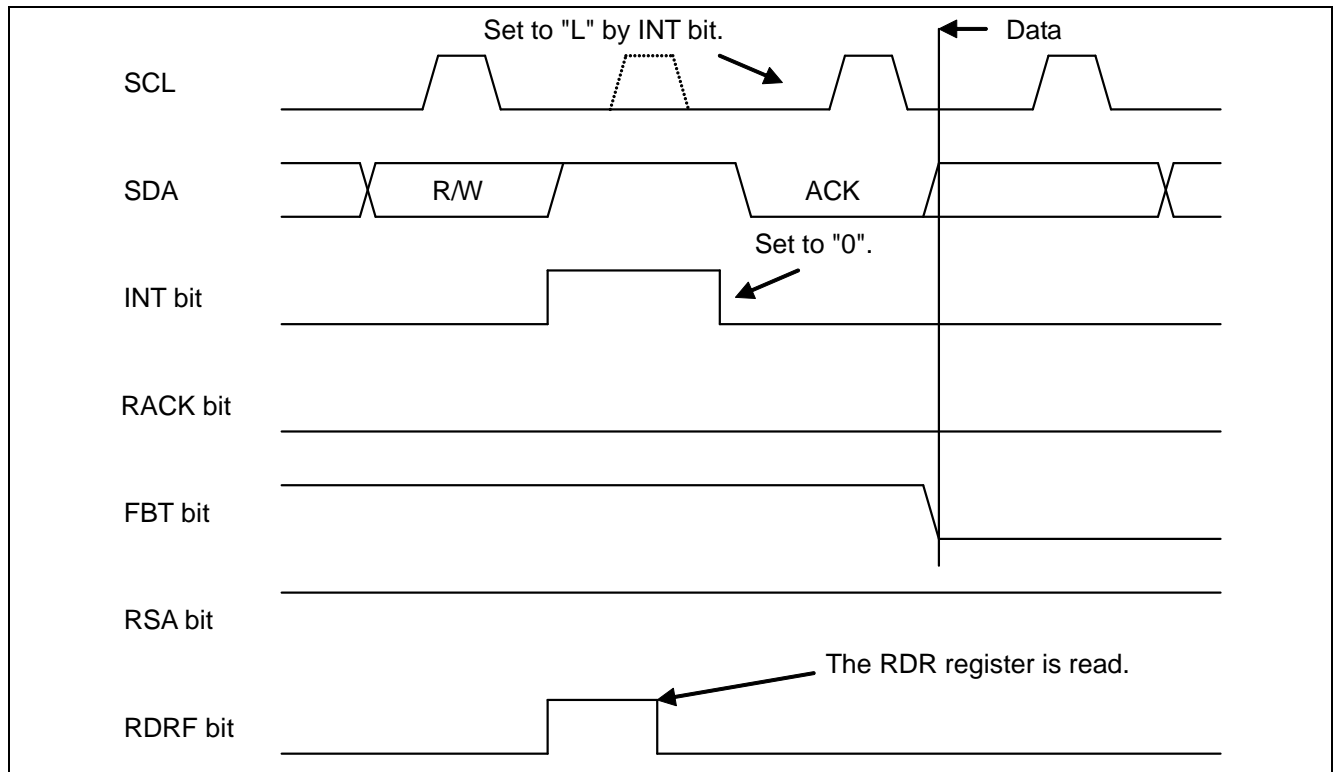 Set to "L" by INT bit.
Data
SCL
SDA
R/W
ACK
Set to "0".
INT bit
RACK bit
FBT bit
RSA bit
The RDR register is read.
RDRF bit